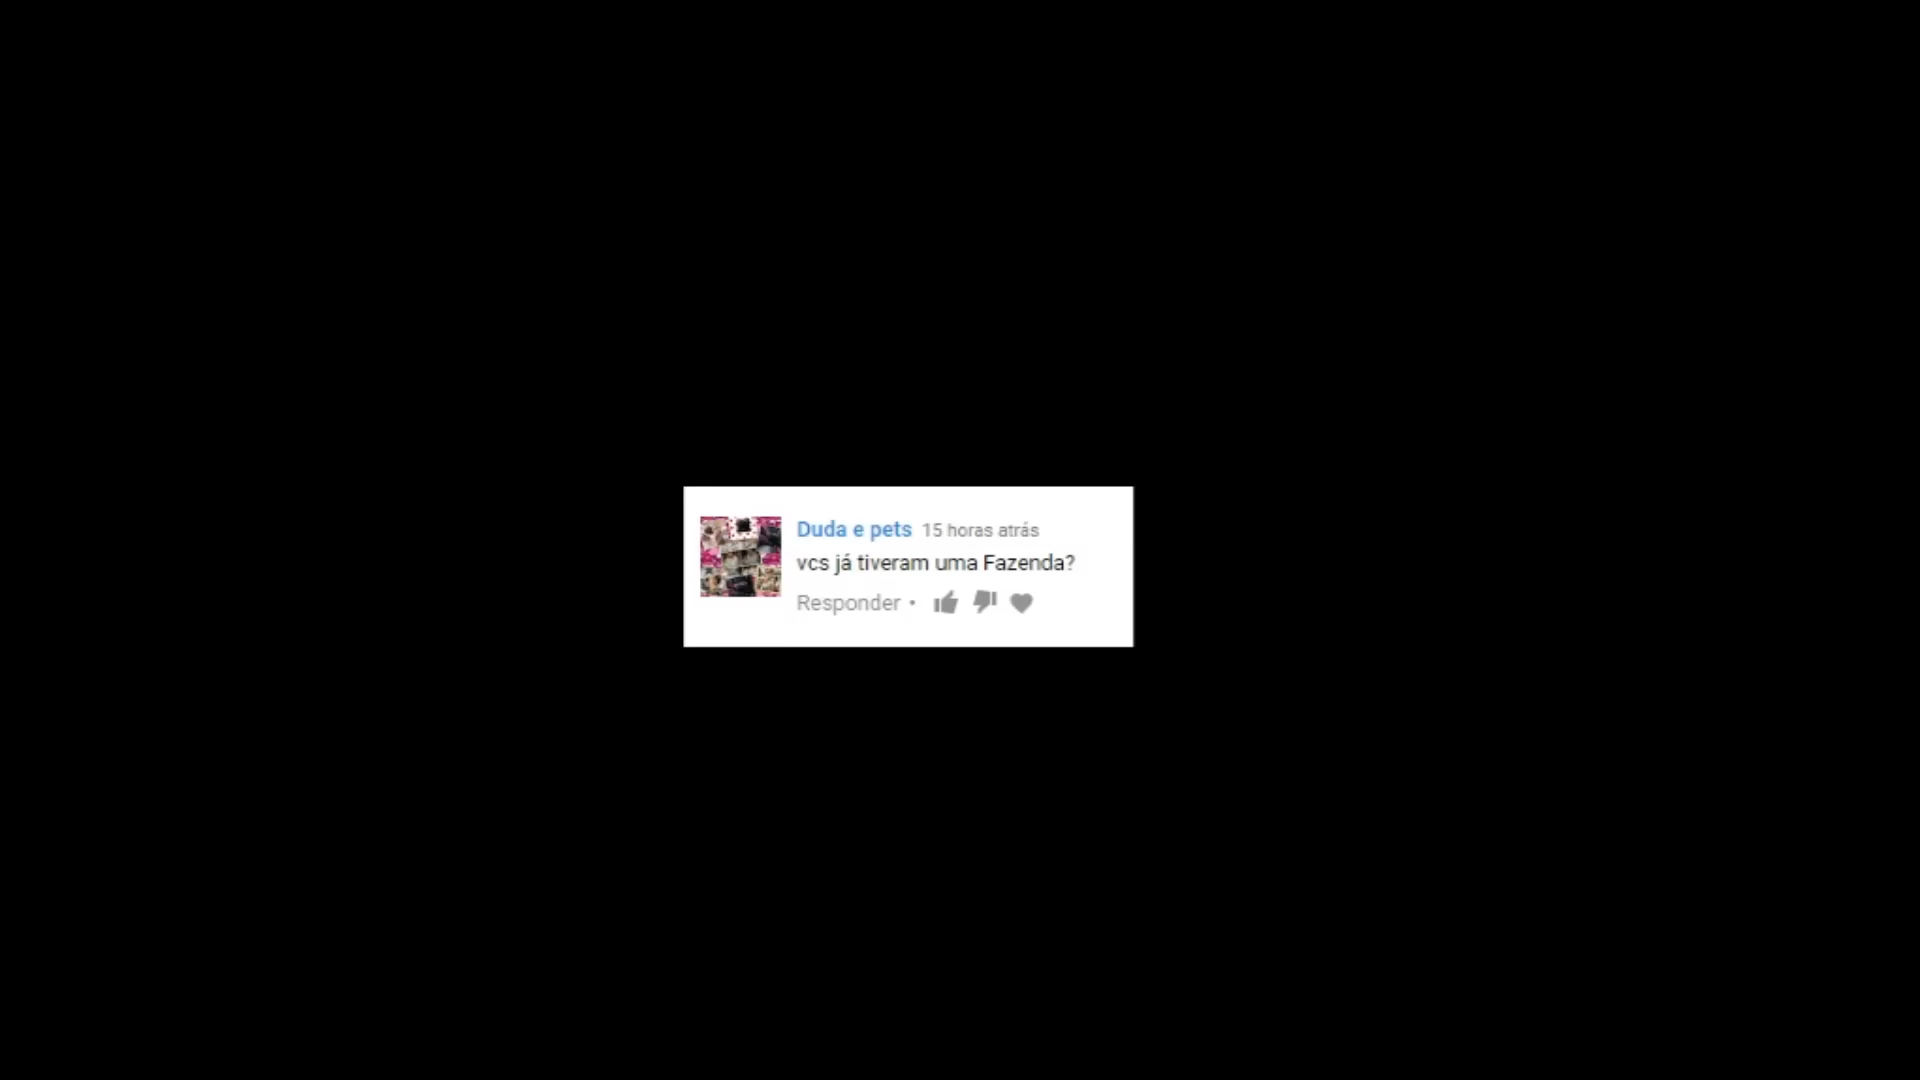 Duda e pets 15 horas atrás
vcs já tiveram uma Fazenda?
Responder •